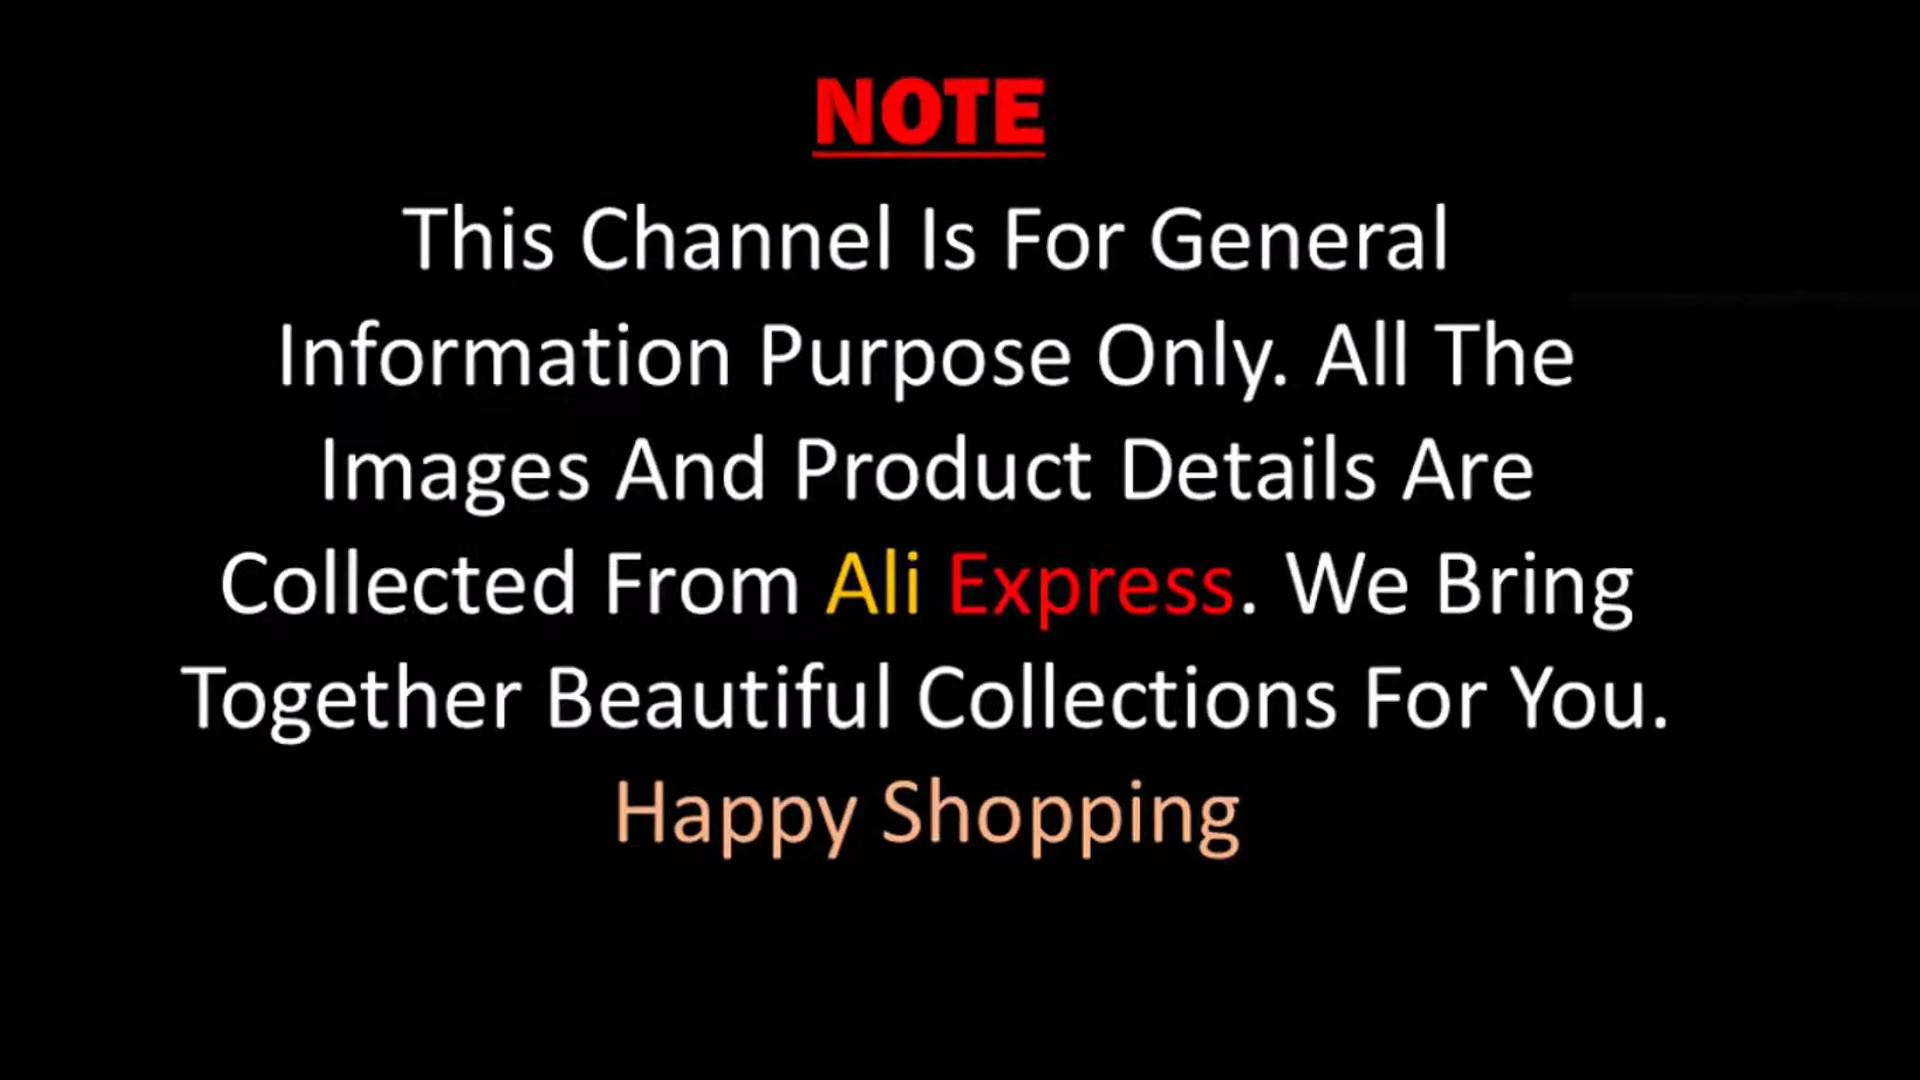 NOTE
This Channel Is For General
Information Purpose Only. All The
Images And Product Details Are
Collected From Ali Express. We Bring
Together Beautiful Collections For You.
Happy Shopping